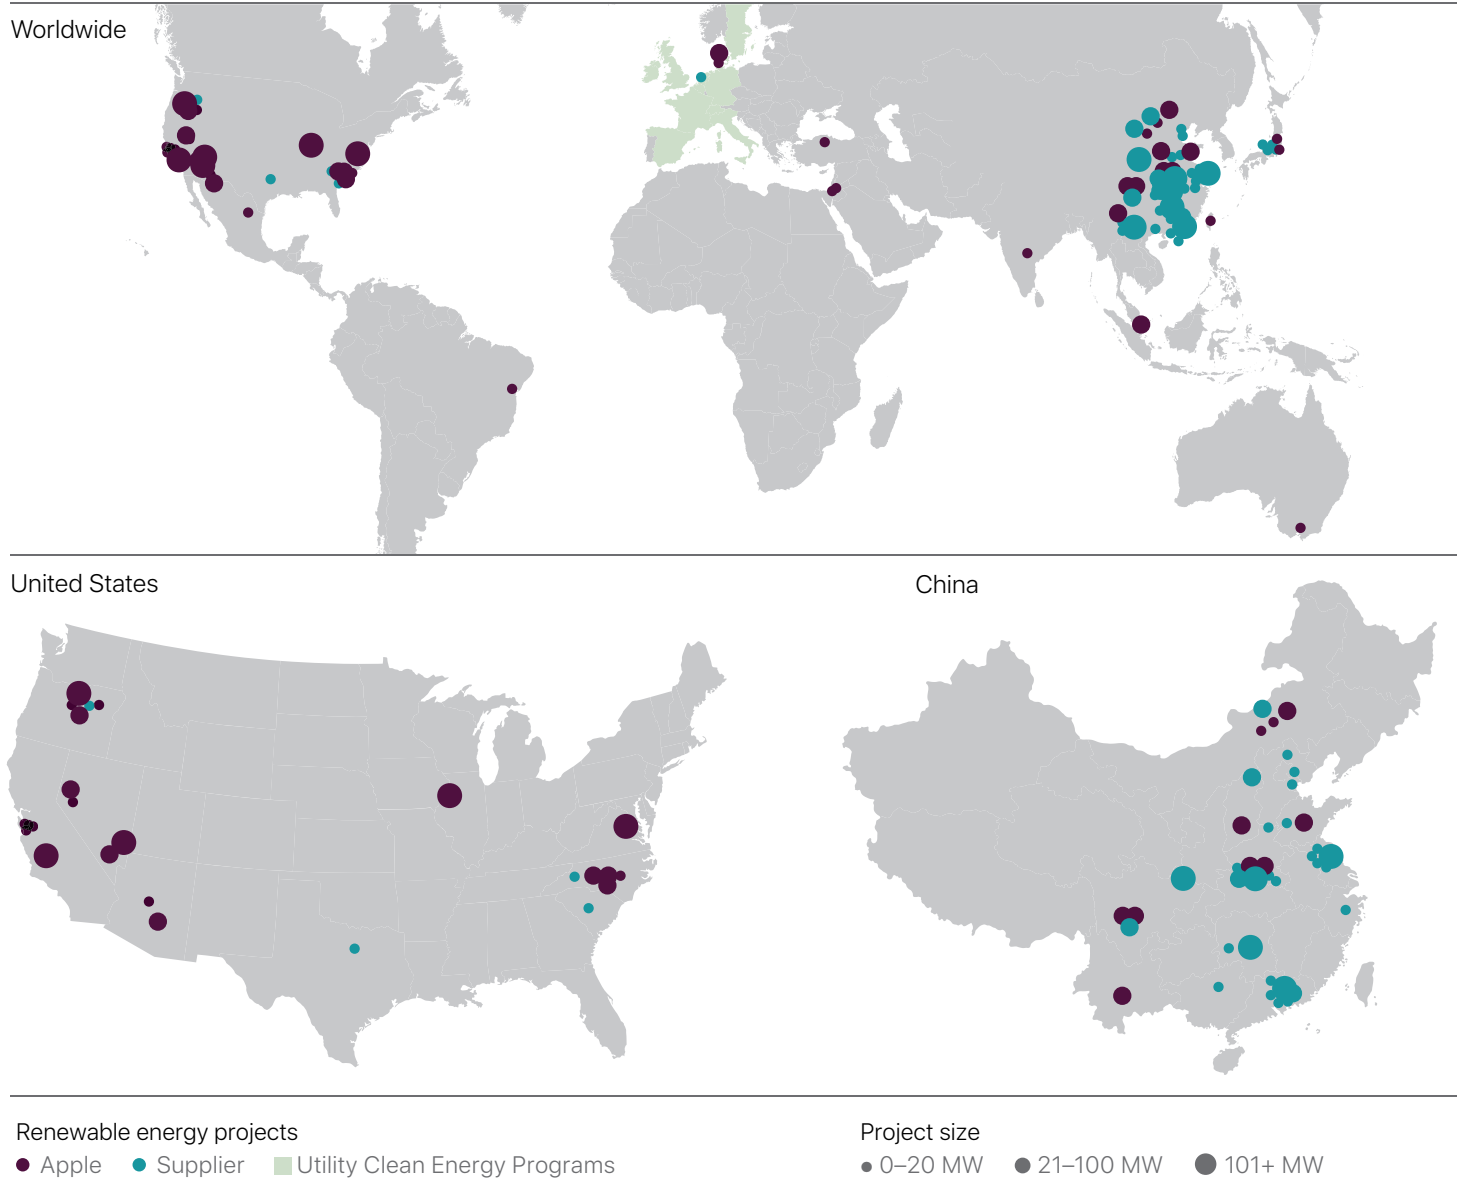 Worldwide
United States
China
Renewable energy projects
Apple Supplier Utility Clean Energy Programs
Project size
0–20 MW 21–100 MW 101+ MW